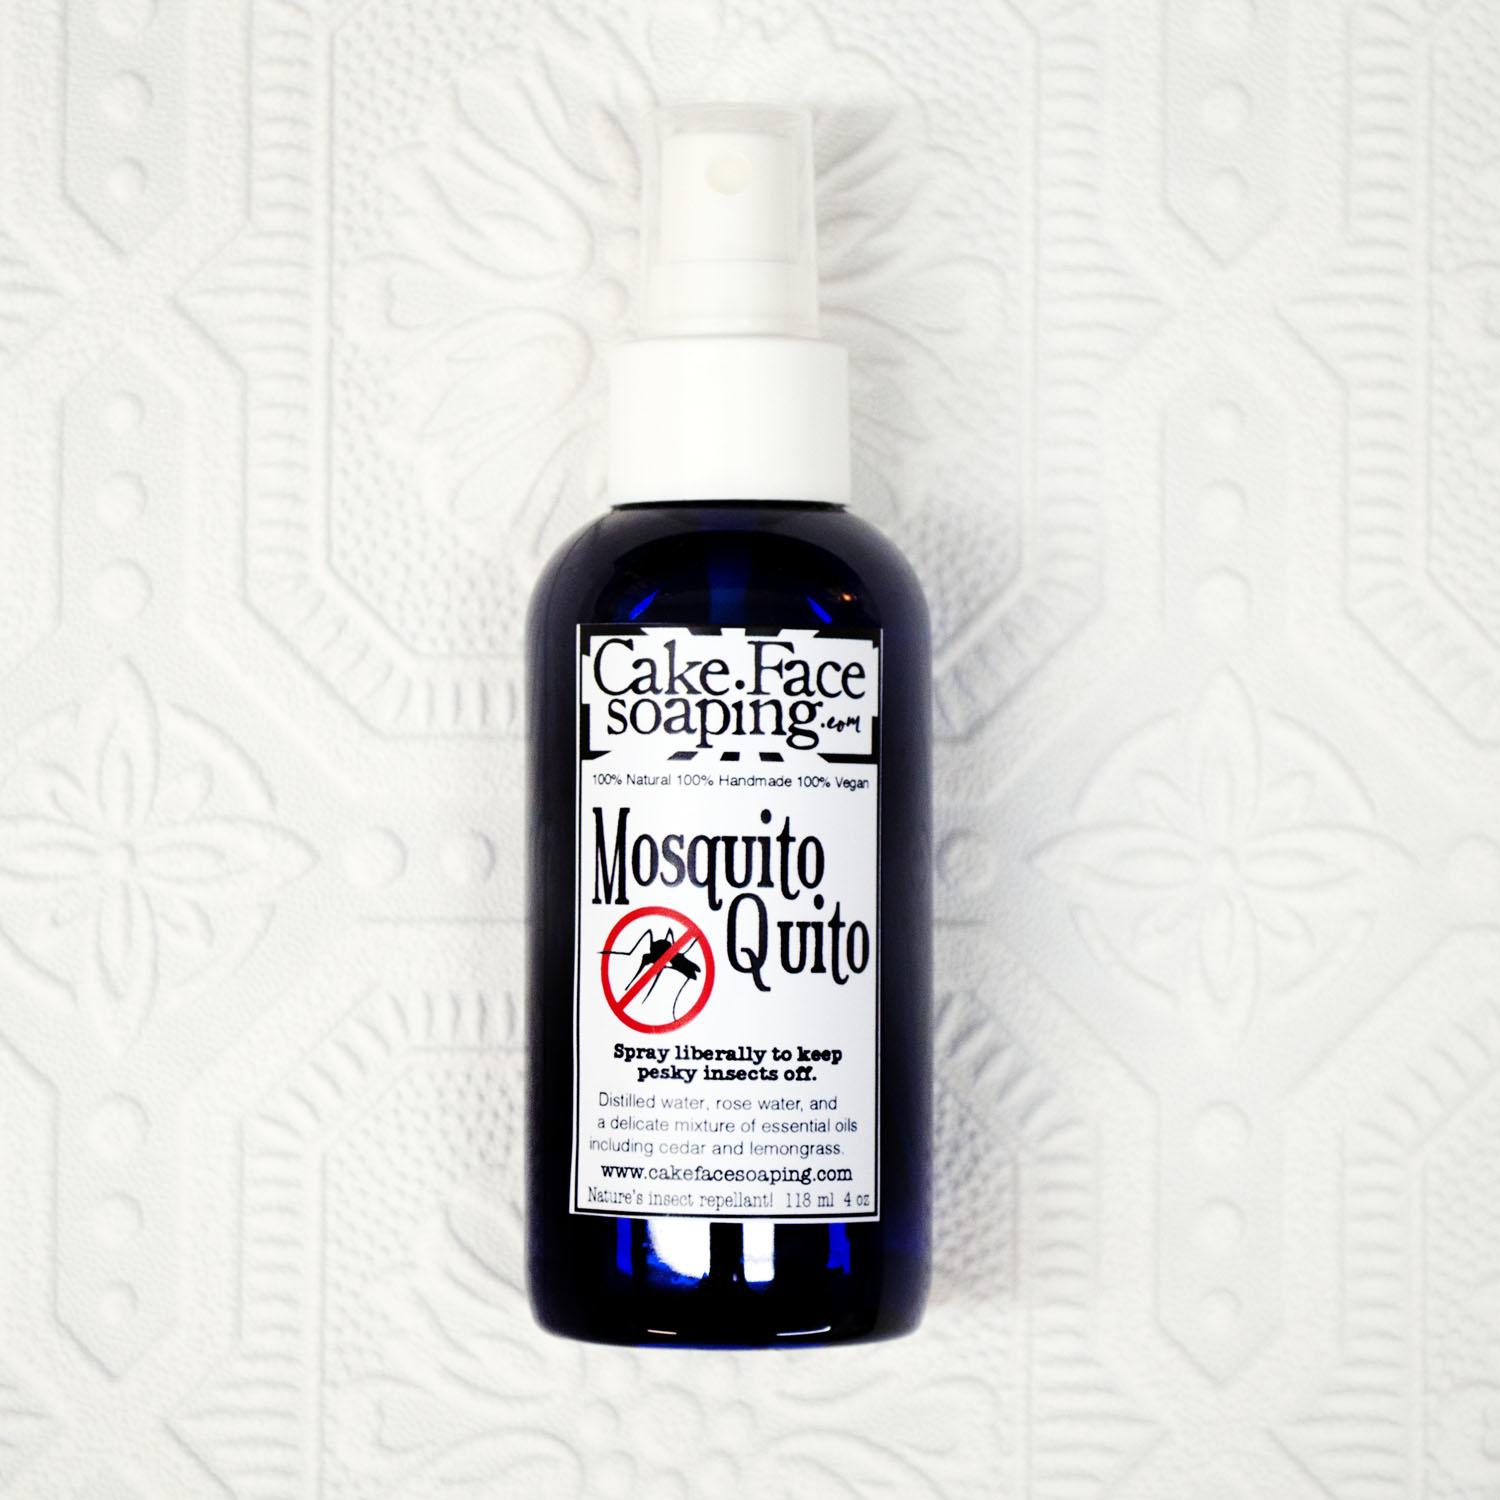 Cake.Face
soaping.com
100% Natural 100% Handmade 100% Vegan
Mosquito
Quito
Spray liberally to keep
pesky insects off.
Distilled water, rose water, and
a delicate mixture of essential oils
including cedar and lemongrass.
www.cakefacesoaping.com
Nature's insect repellant! 118 ml 4 oz